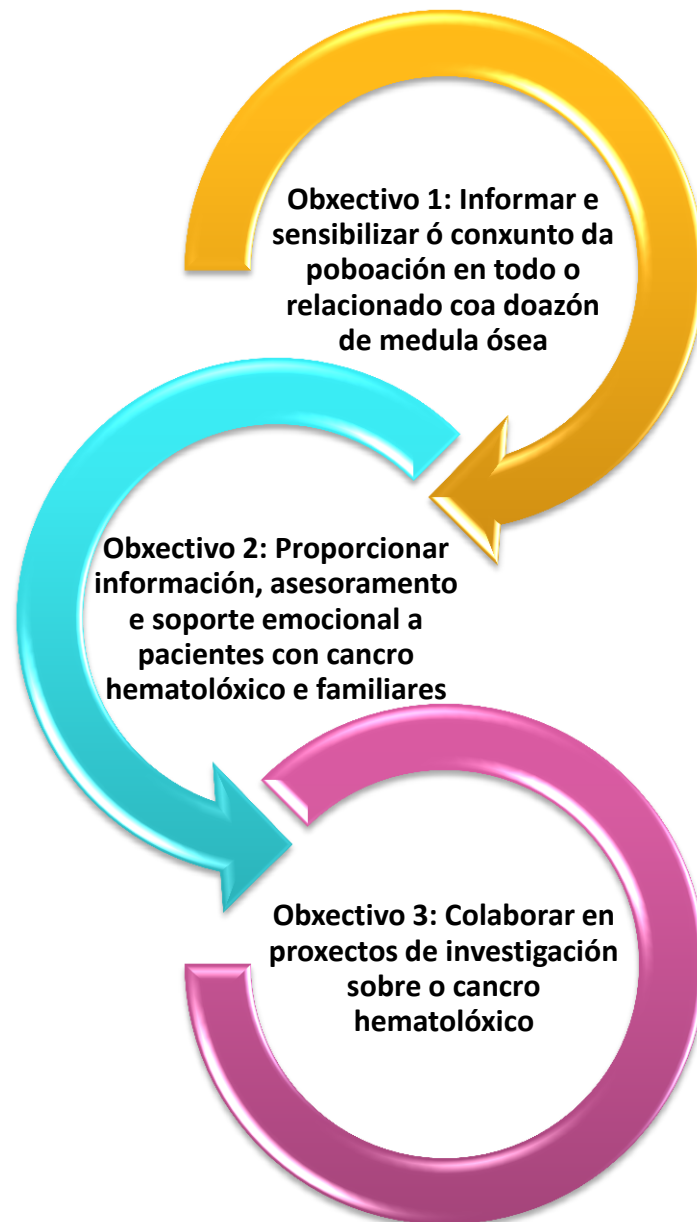 Obxectivo 1: Informar e
sensibilizar ó conxunto da
poboación en todo o
relacionado coa doazón
de medula ósea
Obxectivo 2: Proporcionar
información, asesoramento
e soporte emocional a
pacientes con cancro
hematolóxico e familiares
Obxectivo 3: Colaborar en
proxectos de investigación
sobre o cancro
hematolóxico